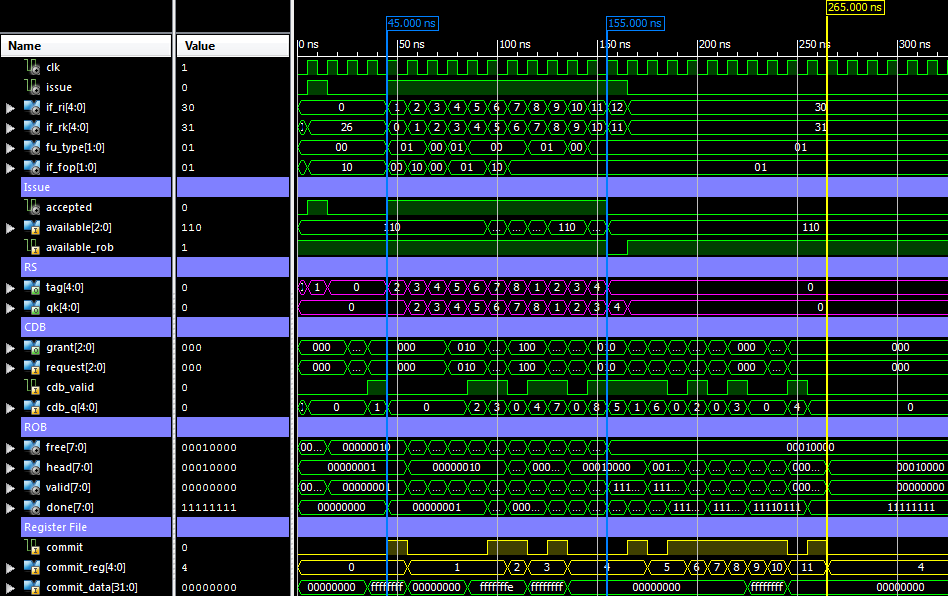 265.000 ns
45.000 ns 155.000 ns
Name Value 0 ns 50 ns 100 ns 150 ns 200 ns 250 ns 300 ns
clk 1
issue 0
if_ri[4:0] 30 0 1 2 3 4 5 6 7 8 9 10 11 12 30
if_rk[4:0] 31 26 0 1 2 3 4 5 6 7 8 9 10 11 31
fu_type[1:0] 01 00 01 00 01 00 01 00 01
if_fop[1:0] 01 10 00 10 00 01 10 01
Issue
accepted 0
available[2:0] 110 110 ... ... ... 110 ... 110
available_rob 1
RS
tag[4:0] 0 1 0 2 3 4 5 6 7 8 1 2 3 4 0
qk[4:0] 0 0 2 3 4 5 6 7 8 1 2 3 4 0
CDB
grant[2:0] 000 000 ... 000 010 ... 100 ... ... 010 ... ... ... ... 000 ... 000
request[2:0] 000 000 ... 000 010 ... 100 ... ... 010 ... ... ... ... 000 ... 000
cdb_valid 0
cdb_q[4:0] 0 0 1 0 2 3 0 4 7 0 8 5 1 6 0 2 0 3 0 4 0
ROB
free[7:0] 00010000 00... 00000010 ... ... ... ... ... ... ... ... ... ... 00010000
head[7:0] 00010000 00000001 00000010 ... 000... 00010000 001... ... ... ... ... ... 000... 00010000
valid[7:0] 00000000 00... 00000001 ... ... ... ... ... ... ... ... ... ... 111... 111... ... ... ... ... ... 000... 00000000
done[7:0] 11111111 00000000 00000001 ... 000... ... ... ... ... ... ... ... 111... 111... 11110111 11111111
Register File
commit 0
commit_reg[4:0] 4 0 1 2 3 4 5 6 7 8 9 10 11 4
commit_data[31:0] 00000000 00000000 ffffffff 00000000 fffffffe ffffffff 00000000 ffffffff 00000000